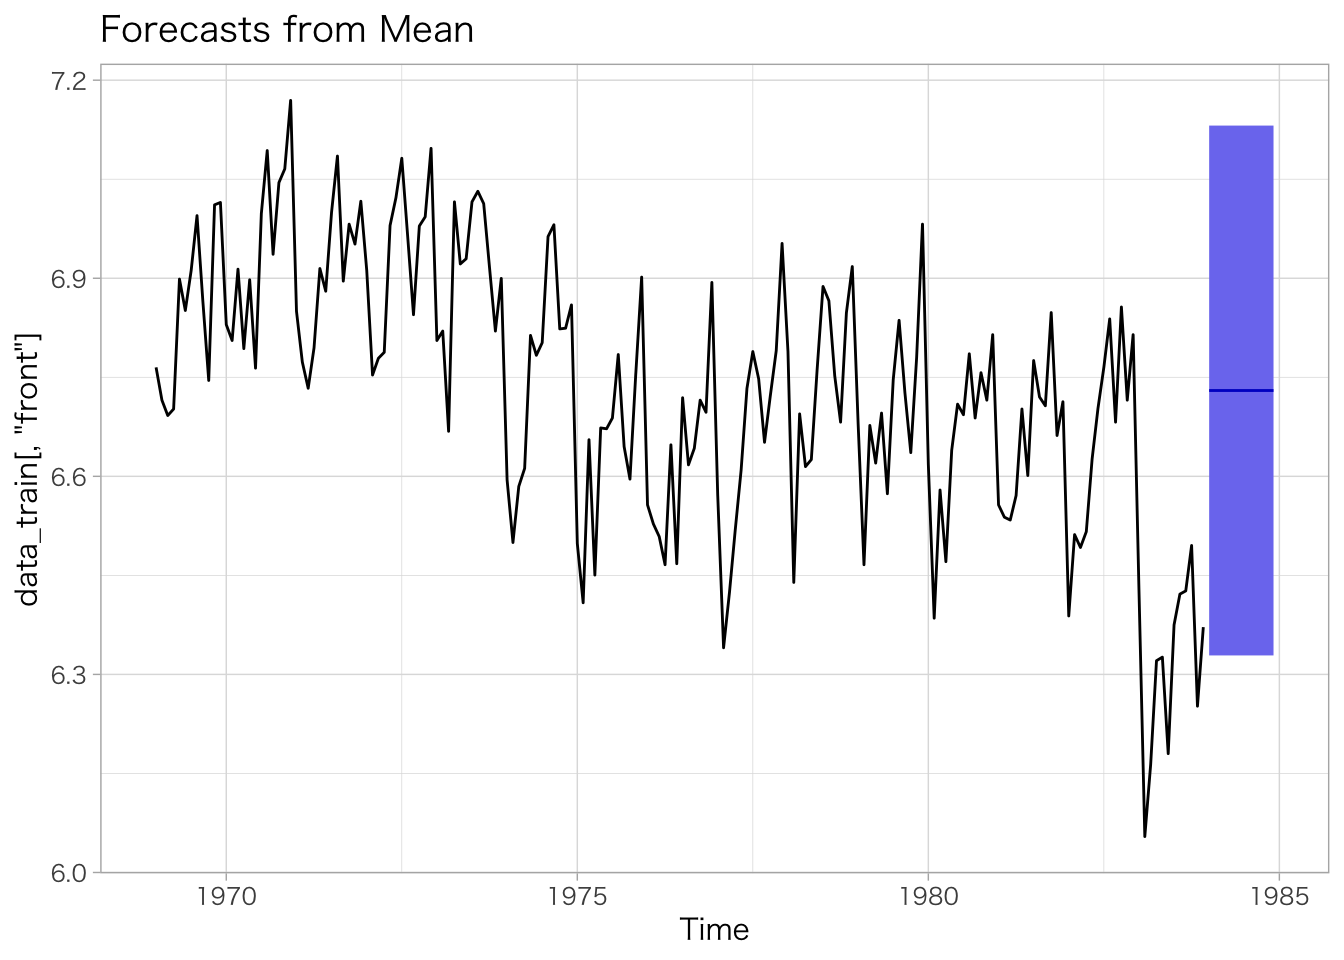 Forecasts from Mean
7.2
6.9
6.6
6.3
6.0
data_train[, "front"]
1970 1975 1980 1985
Time